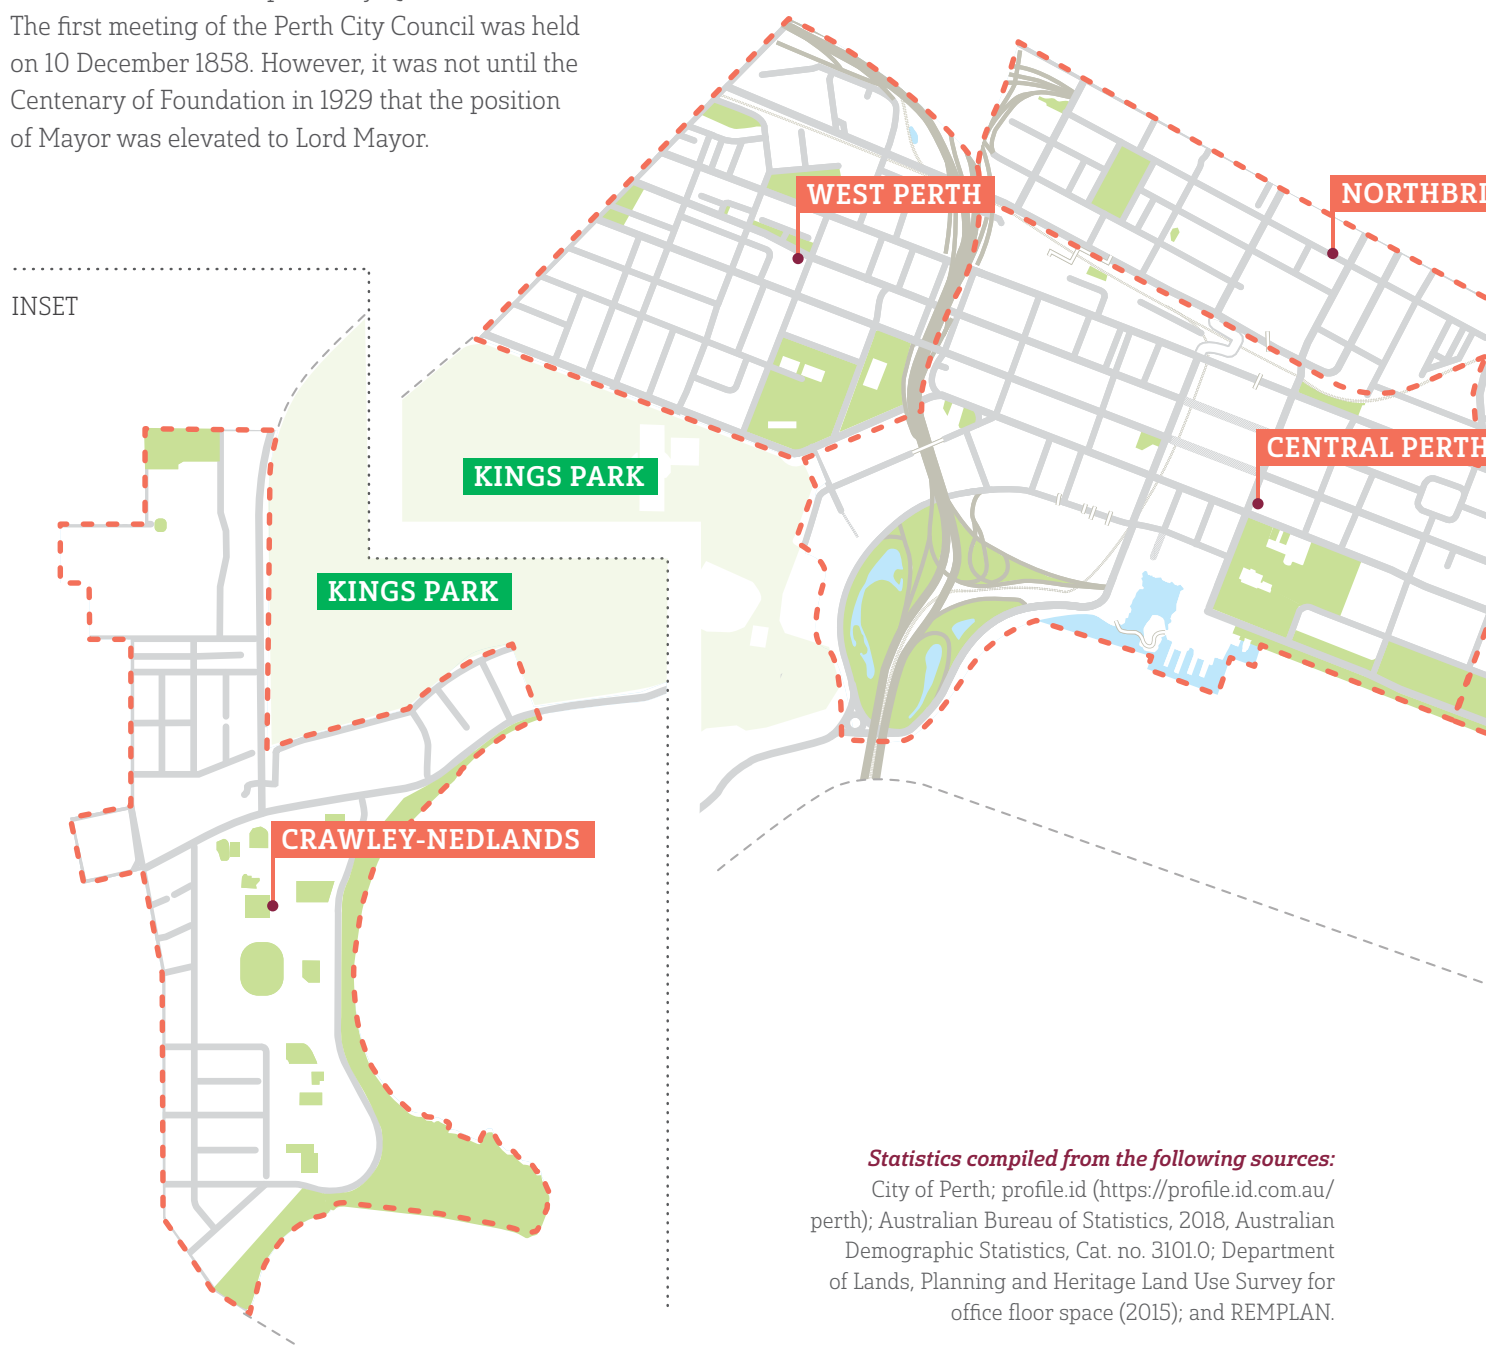 The first meeting of the Perth City Council was held
on 10 December 1858. However, it was not until the
Centenary of Foundation in 1929 that the position
of Mayor was elevated to Lord Mayor.
WEST PERTH
NORTHBRI
INSET
CENTRAL PERTH
KINGS PARK
KINGS PARK
CRAWLEY-NEDLANDS
Statistics compiled from the following sources:
City of Perth; profile.id (https://profile.id.com.au/
perth); Australian Bureau of Statistics, 2018, Australian
Demographic Statistics, Cat. no. 3101.0; Department
of Lands, Planning and Heritage Land Use Survey for
office floor space (2015); and REMPLAN.